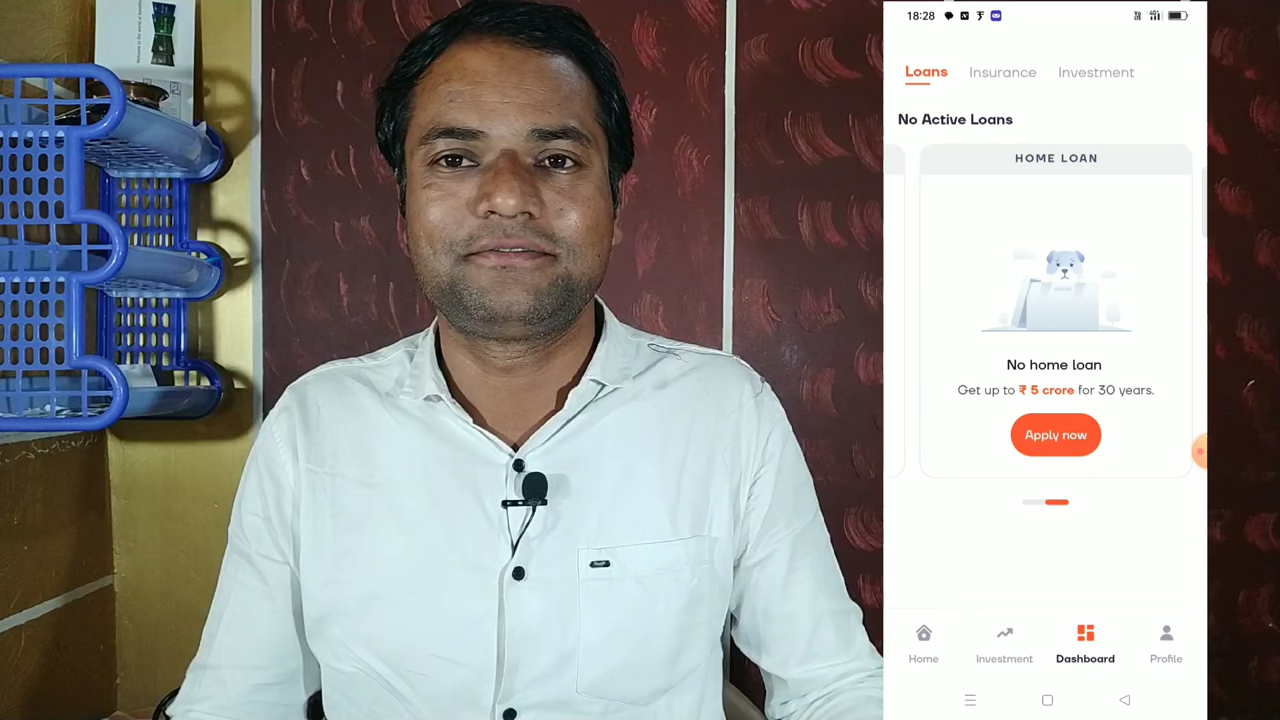 18:28
Loans Insurance Investment
No Active Loans
HOME LOAN
No home loan
Get up to ₹ 5 crore for 30 years.
Apply now
Home Investment Dashboard Profile